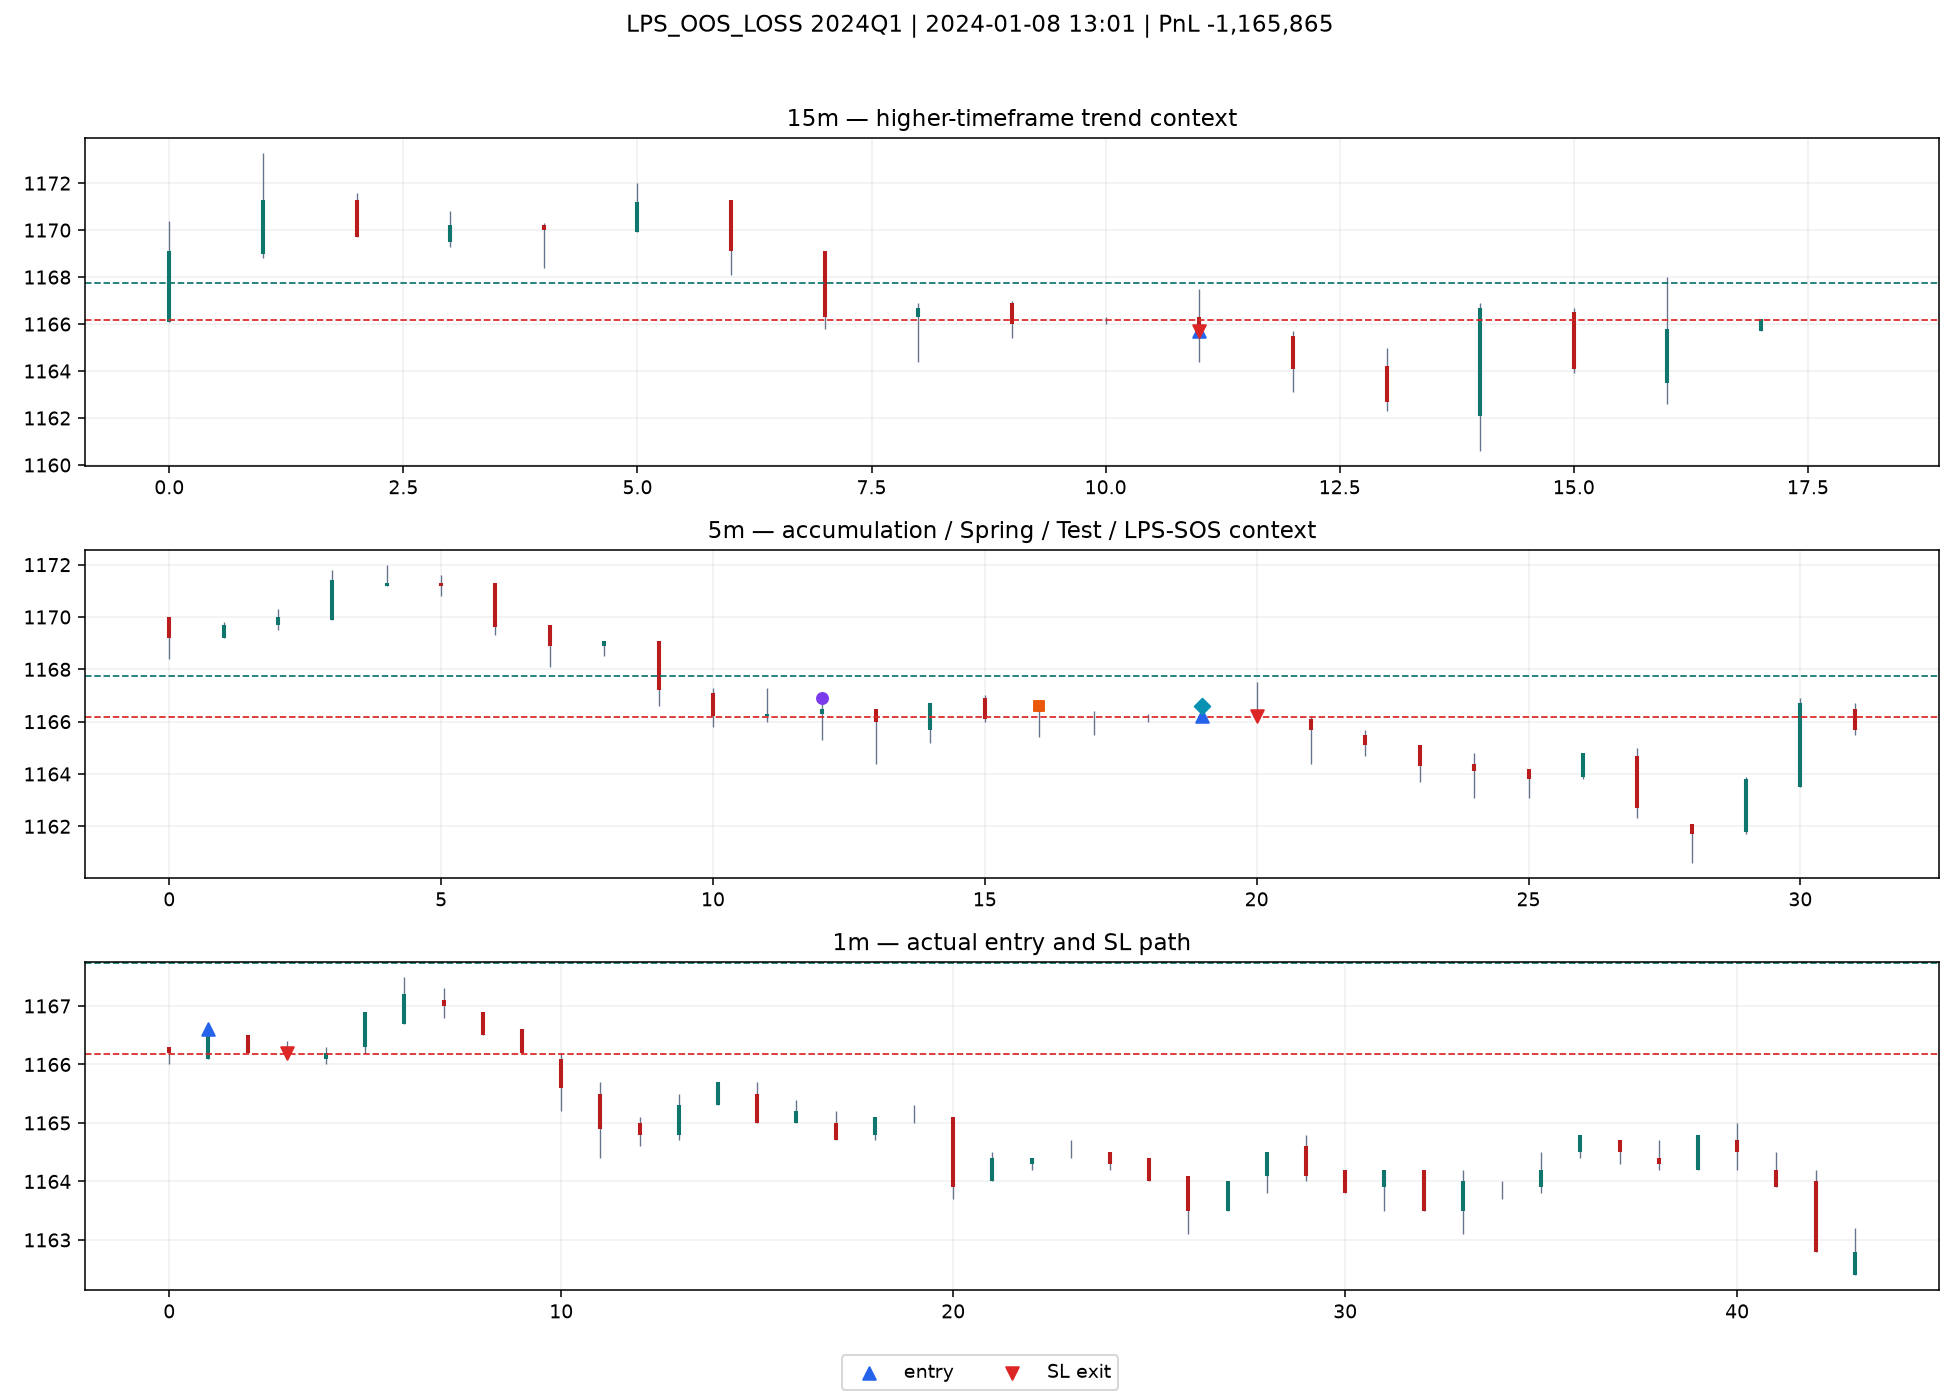 LPS_OOS_LOSS 2024Q1 | 2024-01-08 13:01 | PnL -1,165,865
15m — higher-timeframe trend context
1172
1170
1168
1166
1164
1162
1160
0.0 2.5 5.0 7.5 10.0 12.5 15.0 17.5
5m — accumulation / Spring / Test / LPS-SOS context
1172
1170
1168
1166
1164
1162
0 5 10 15 20 25 30
1m — actual entry and SL path
1167
1166
1165
1164
1163
0 10 20 30 40
entry SL exit